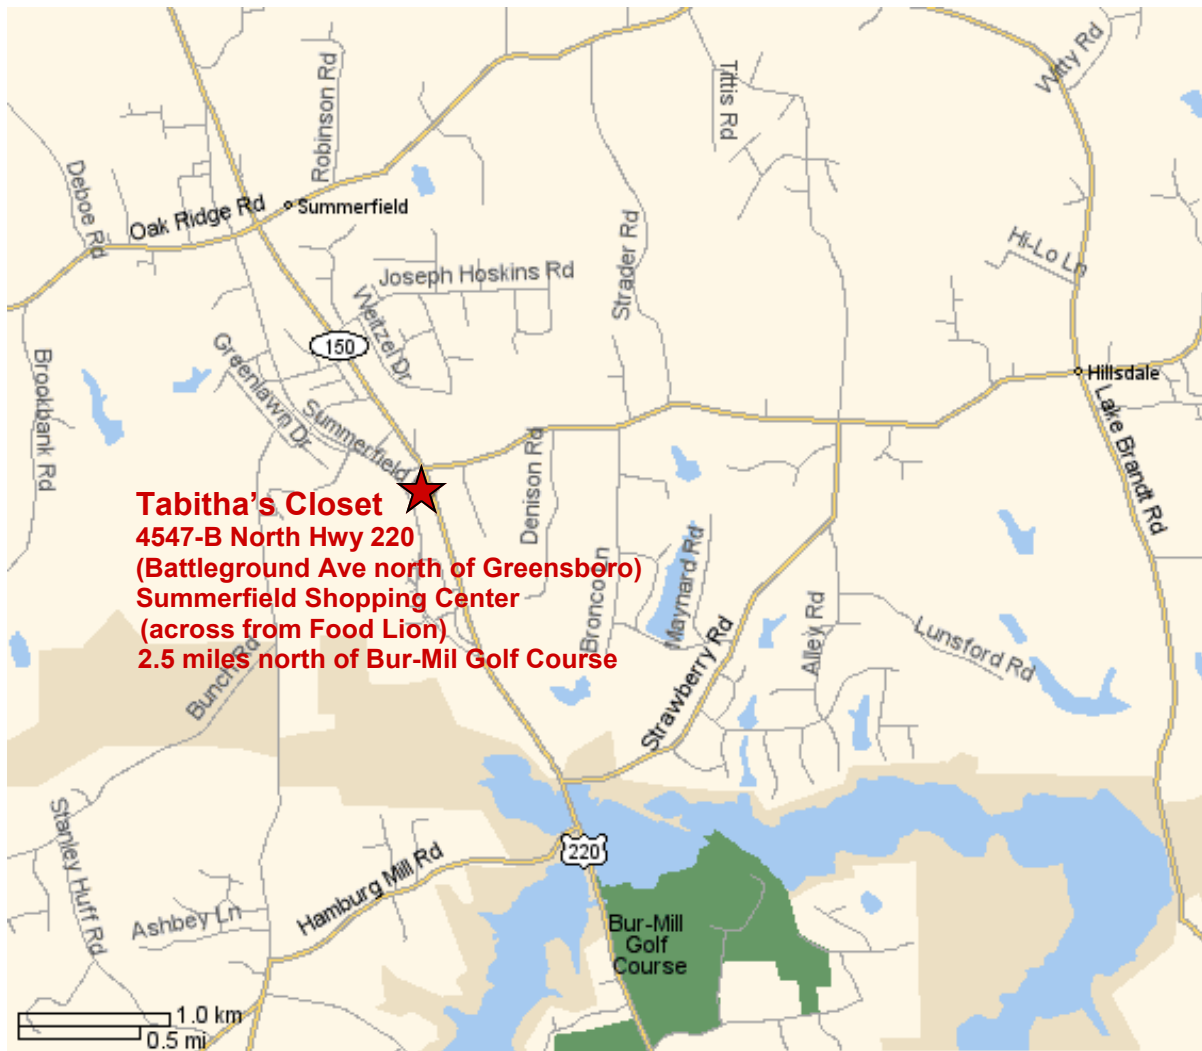 Witty Rd
Robinson Rd
Tittis Rd
Deboe Rd
Oak Ridge Rd
Summerfield
Strader Rd
Hi-Lo Ln
Joseph Hoskins Rd
Weitzel Dr
150
Greenlawn Dr
Brookbank Rd
Hillsdale
Lake Brandt Rd
Summerfield
Denison Rd
Tabitha’s Closet
4547-B North Hwy 220
(Battleground Ave north of Greensboro)
Summerfield Shopping Center
(across from Food Lion)
2.5 miles north of Bur-Mil Golf Course
Bronco Ln
Maynard Rd
Alley Rd
Lunsford Rd
Bunch Rd
Strawberry Rd
Stanley Huff Rd
220
Hamburg Mill Rd
Ashbey Ln
Bur-Mill
Golf
Course
1.0 km
0.5 mi